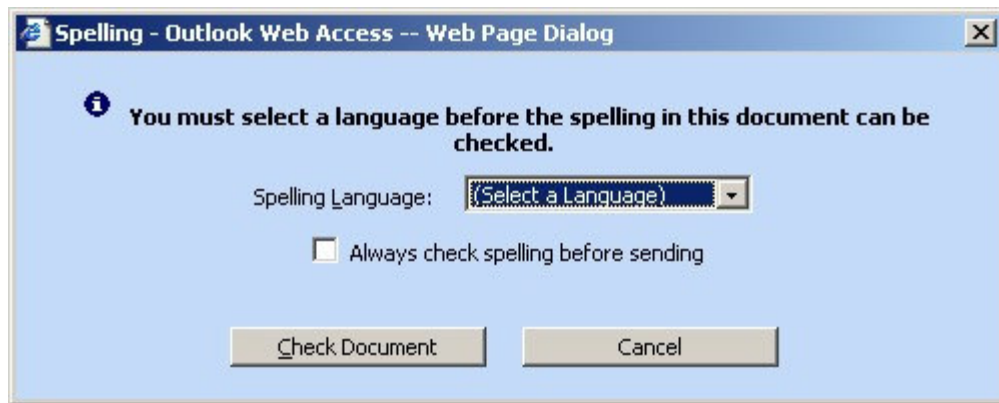 Spelling - Outlook Web Access -- Web Page Dialog
You must select a language before the spelling in this document can be
checked.
Spelling Language: (Select a Language)
Always check spelling before sending
Check Document Cancel